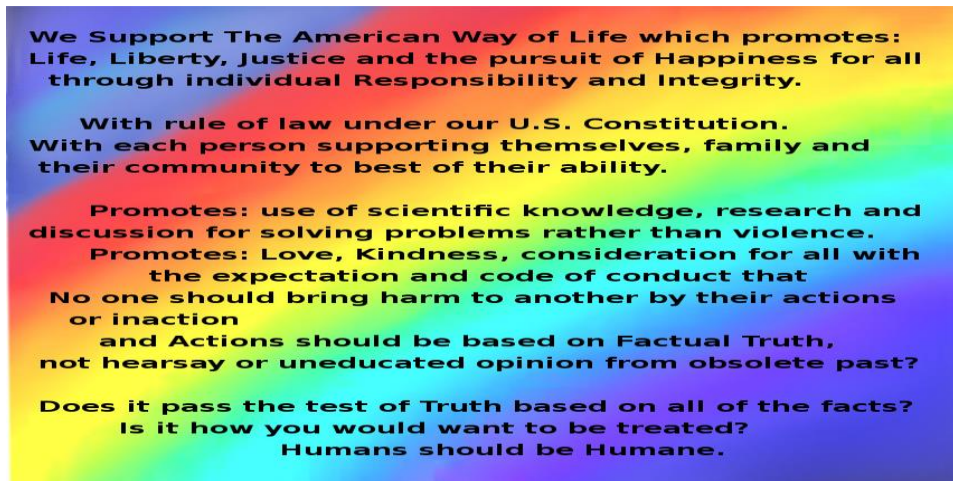 We Support The American Way of Life which promotes:
Life, Liberty, Justice and the pursuit of Happiness for all
through individual Responsibility and Integrity.
With rule of law under our U.S. Constitution.
With each person supporting themselves, family and
their community to best of their ability.
Promotes: use of scientific knowledge, research and
discussion for solving problems rather than violence.
Promotes: Love, Kindness, consideration for all with
the expectation and code of conduct that
No one should bring harm to another by their actions
or inaction
and Actions should be based on Factual Truth,
not hearsay or uneducated opinion from obsolete past?
Does it pass the test of Truth based on all of the facts?
Is it how you would want to be treated?
Humans should be Humane.